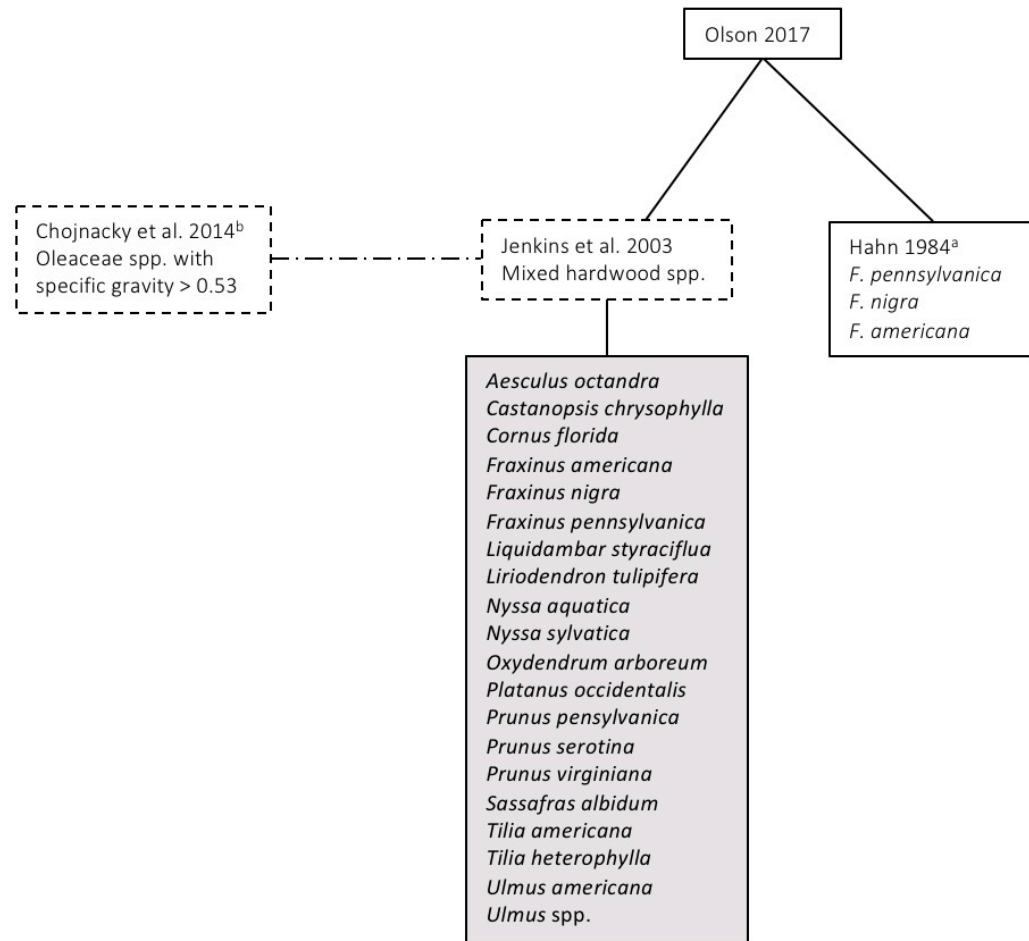 Olson 2017
Chojnacky et al. 2014ᵇ
Oleaceae spp. with
specific gravity > 0.53
Jenkins et al. 2003
Mixed hardwood spp.
Hahn 1984ᵃ
F. pennsylvanica
F. nigra
F. americana
Aesculus octandra
Castanopsis chrysophylla
Cornus florida
Fraxinus americana
Fraxinus nigra
Fraxinus pennsylvanica
Liquidambar styraciflua
Liriodendron tulipifera
Nyssa aquatica
Nyssa sylvatica
Oxydendrum arboreum
Platanus occidentalis
Prunus pensylvanica
Prunus serotina
Prunus virginiana
Sassafras albidum
Tilia americana
Tilia heterophylla
Ulmus americana
Ulmus spp.